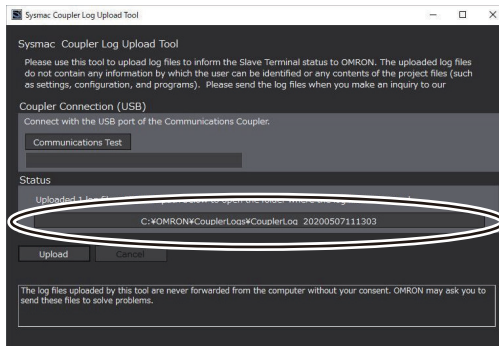 Sysmac Coupler Log Upload Tool
Sysmac Coupler Log Upload Tool
Please use this tool to upload log files to inform the Slave Terminal status to OMRON. The uploaded log files
do not contain any information by which the user can be identified or any contents of the project files (such
as settings, configuration, and programs). Please send the log files when you make an inquiry to our
Coupler Connection (USB)
Connect with the USB port of the Communications Coupler.
Communications Test
Status
Uploaded 1 log
C:¥OMRON¥CouplerLogs¥CouplerLog_20200507111303
Upload
Cancel
The log files uploaded by this tool are never forwarded from the computer without your consent. OMRON may ask you to
send these files to solve problems.